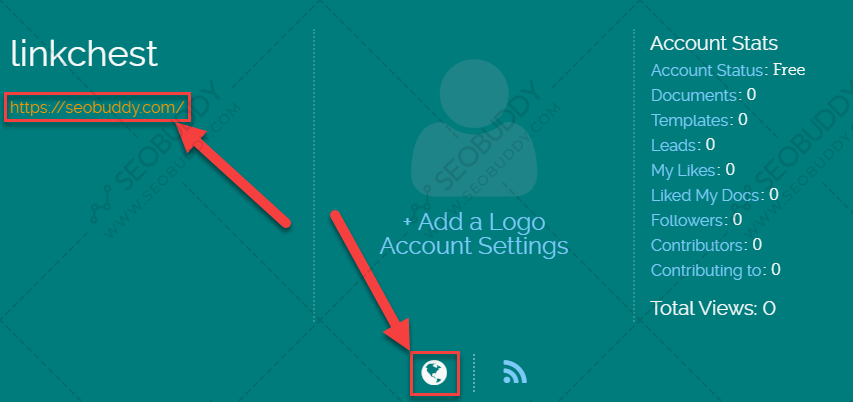 linkchest
https://seobuddy.com/
+ Add a Logo
Account Settings
Account Stats
Account Status: Free
Documents: 0
Templates: 0
Leads: 0
My Likes: 0
Liked My Docs: 0
Followers: 0
Contributors: 0
Contributing to: 0
Total Views: 0
SEOBUDDY
WWW.SEOBUDDY.COM
SEOBUDDY
WWW.SEOBUDDY.COM
SEOBUDDY
WWW.SEOBUDDY.COM